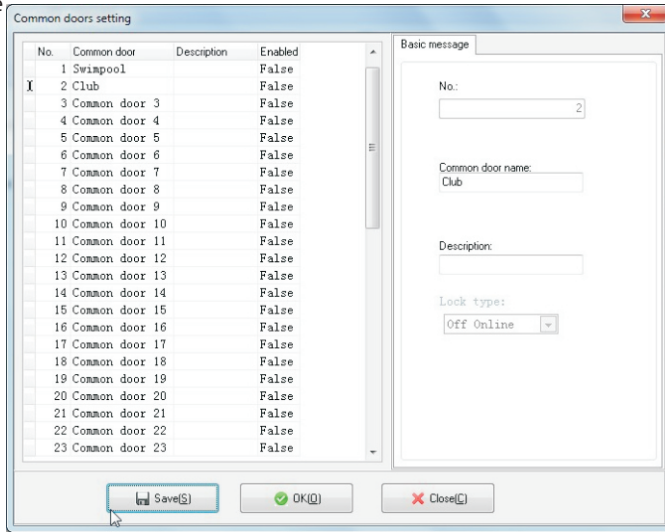 e
Common doors setting
No. Common door Description Enabled
1 Swimpool False
2 Club False
3 Common door 3 False
4 Common door 4 False
5 Common door 5 False
6 Common door 6 False
7 Common door 7 False
8 Common door 8 False
9 Common door 9 False
10 Common door 10 False
11 Common door 11 False
12 Common door 12 False
13 Common door 13 False
14 Common door 14 False
15 Common door 15 False
16 Common door 16 False
17 Common door 17 False
18 Common door 18 False
19 Common door 19 False
20 Common door 20 False
21 Common door 21 False
22 Common door 22 False
23 Common door 23 False
Basic message
No.:
2
Common door name:
Club
Description:
Lock type:
Off Online
Save(S)
OK(O)
Close(C)